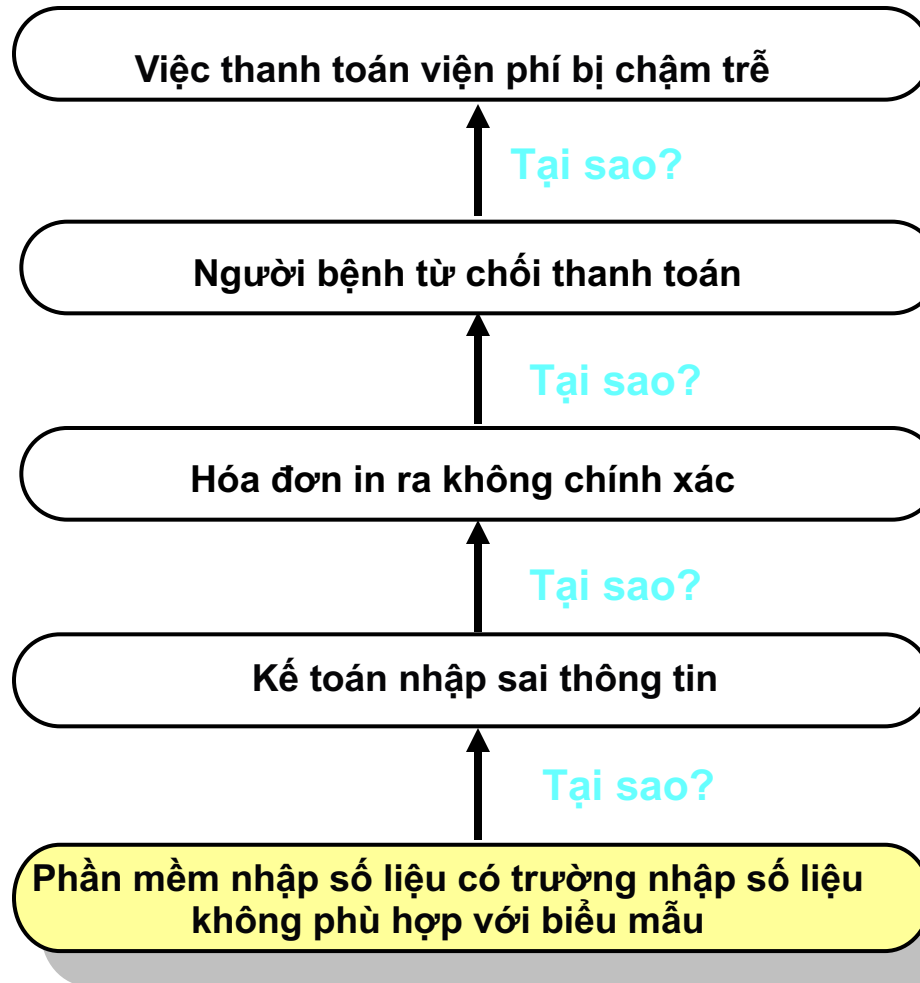 Việc thanh toán viện phí bị chậm trễ
Tại sao?
Người bệnh từ chối thanh toán
Tại sao?
Hóa đơn in ra không chính xác
Tại sao?
Kế toán nhập sai thông tin
Tại sao?
Phần mềm nhập số liệu có trường nhập số liệu
không phù hợp với biểu mẫu